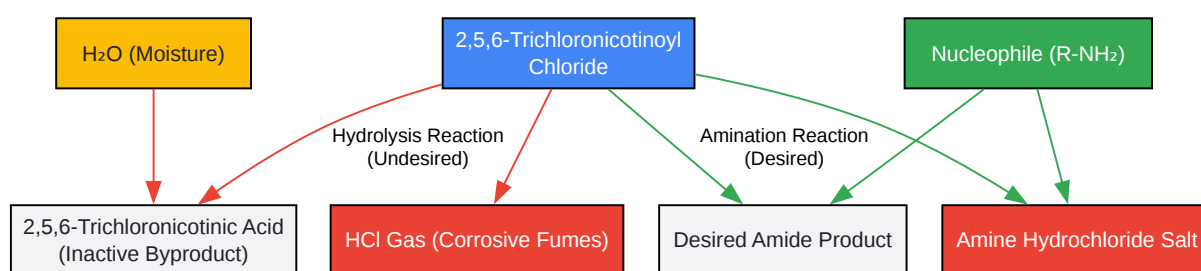 H₂O (Moisture)
2,5,6-Trichloronicotinoyl
Chloride
Nucleophile (R-NH₂)
Hydrolysis Reaction
(Undesired)
Amination Reaction
(Desired)
2,5,6-Trichloronicotinic Acid
(Inactive Byproduct)
HCl Gas (Corrosive Fumes)
Desired Amide Product
Amine Hydrochloride Salt